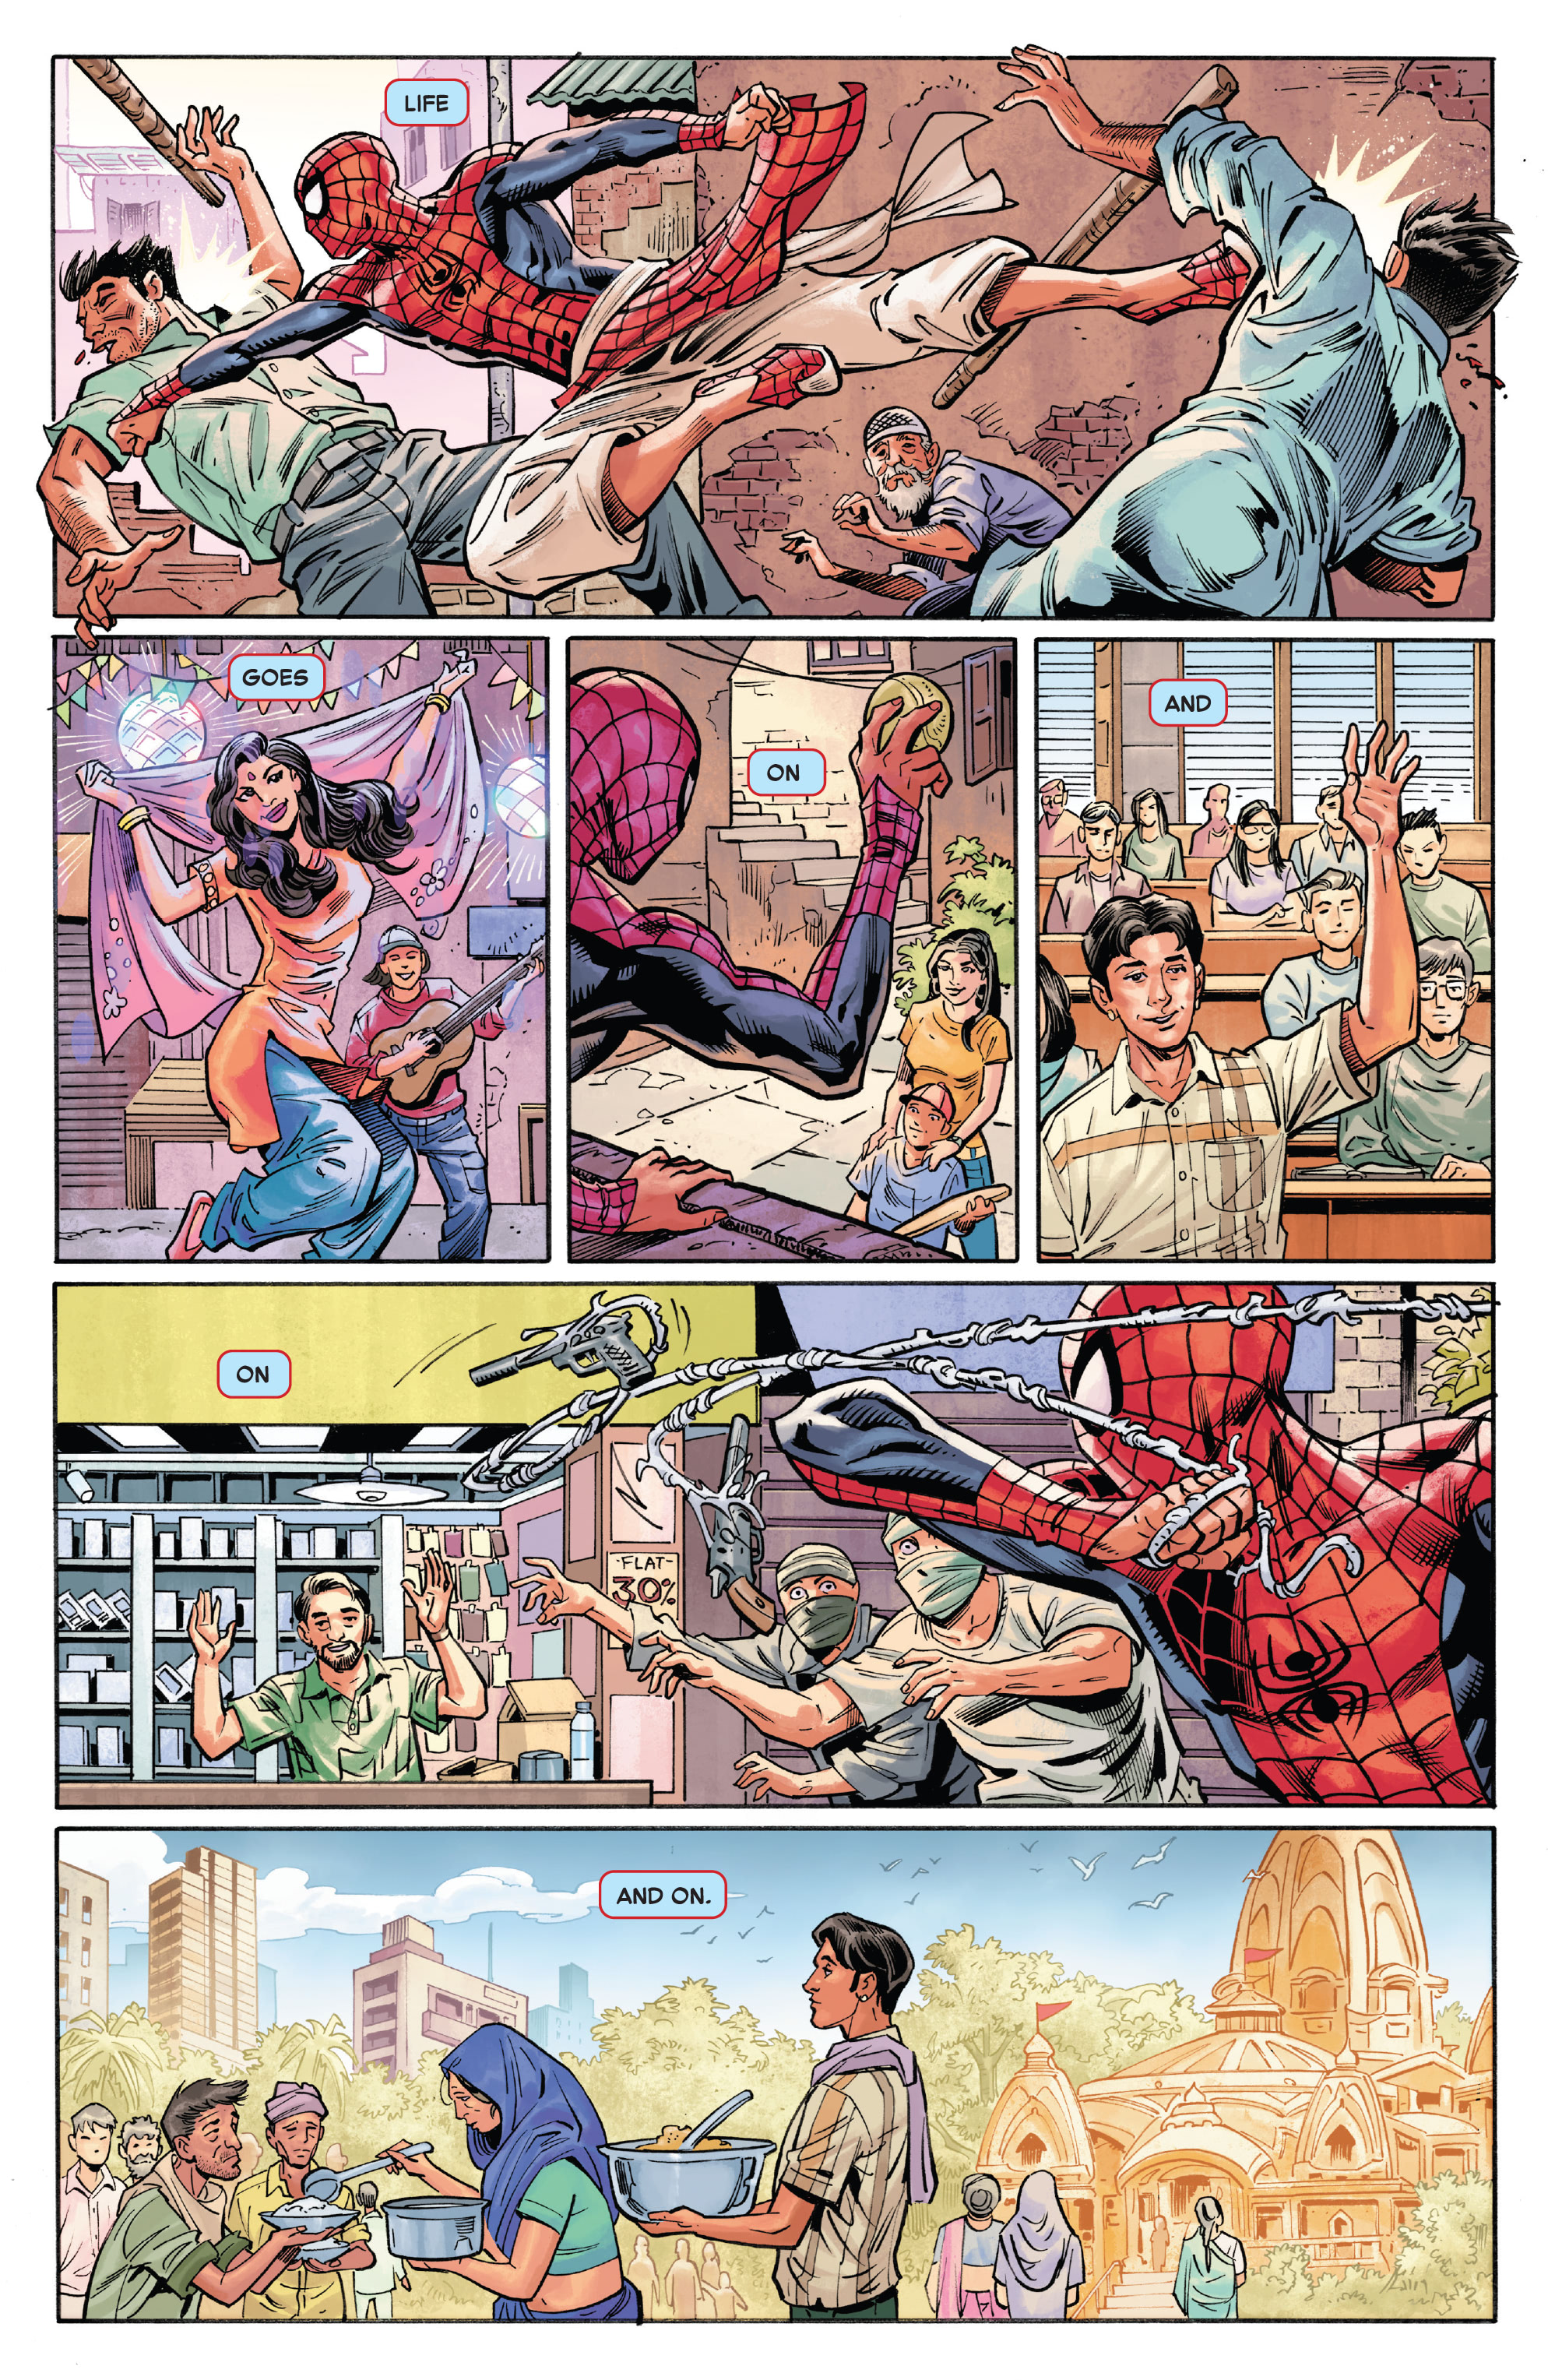 LIFE
GOES
ON
AND
ON
-FLAT-
30%
AND ON.